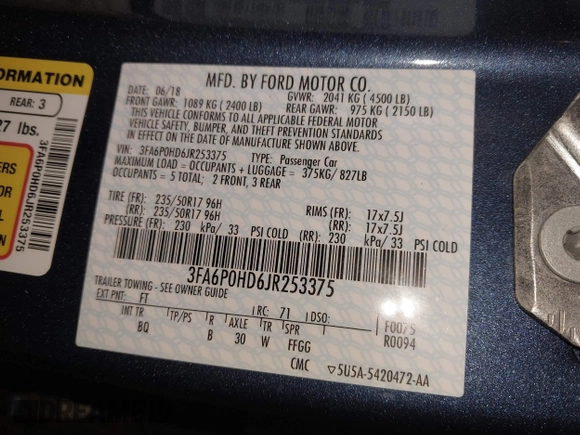 ORMATION
REAR: 3
27 lbs.
3FA6P0HD6JR253375
MFD. BY FORD MOTOR CO.
DATE: 06/18 GVWR: 2041 KG ( 4500 LB)
FRONT GAWR: 1089 KG ( 2400 LB) REAR GAWR: 975 KG ( 2150 LB)
THIS VEHICLE CONFORMS TO ALL APPLICABLE FEDERAL MOTOR
VEHICLE SAFETY, BUMPER, AND THEFT PREVENTION STANDARDS
IN EFFECT ON THE DATE OF MANUFACTURE SHOWN ABOVE.
VIN: 3FA6P0HD6JR253375 TYPE: Passenger Car
MAXIMUM LOAD = OCCUPANTS + LUGGAGE = 375KG / 827LB
OCCUPANTS = 5 TOTAL: 2 FRONT, 3 REAR
TIRE (FR): 235/50R17 96H RIMS (FR): 17x7.5J
(RR): 235/50R17 96H (RR): 17x7.5J
PRESSURE (FR): 230 kPa/ 33 PSI COLD (RR) 230 kPa/ 33 PSI COLD
3FA6P0HD6JR253375
TRAILER TOWING - SEE OWNER GUIDE
EXT PNT: FT RC: 71 DSO: F0075
R0094
INT TR TP/PS R AXLE TR SPR
BQ B 30 W FFGG
CMC ▽5U5A-5420472-AA